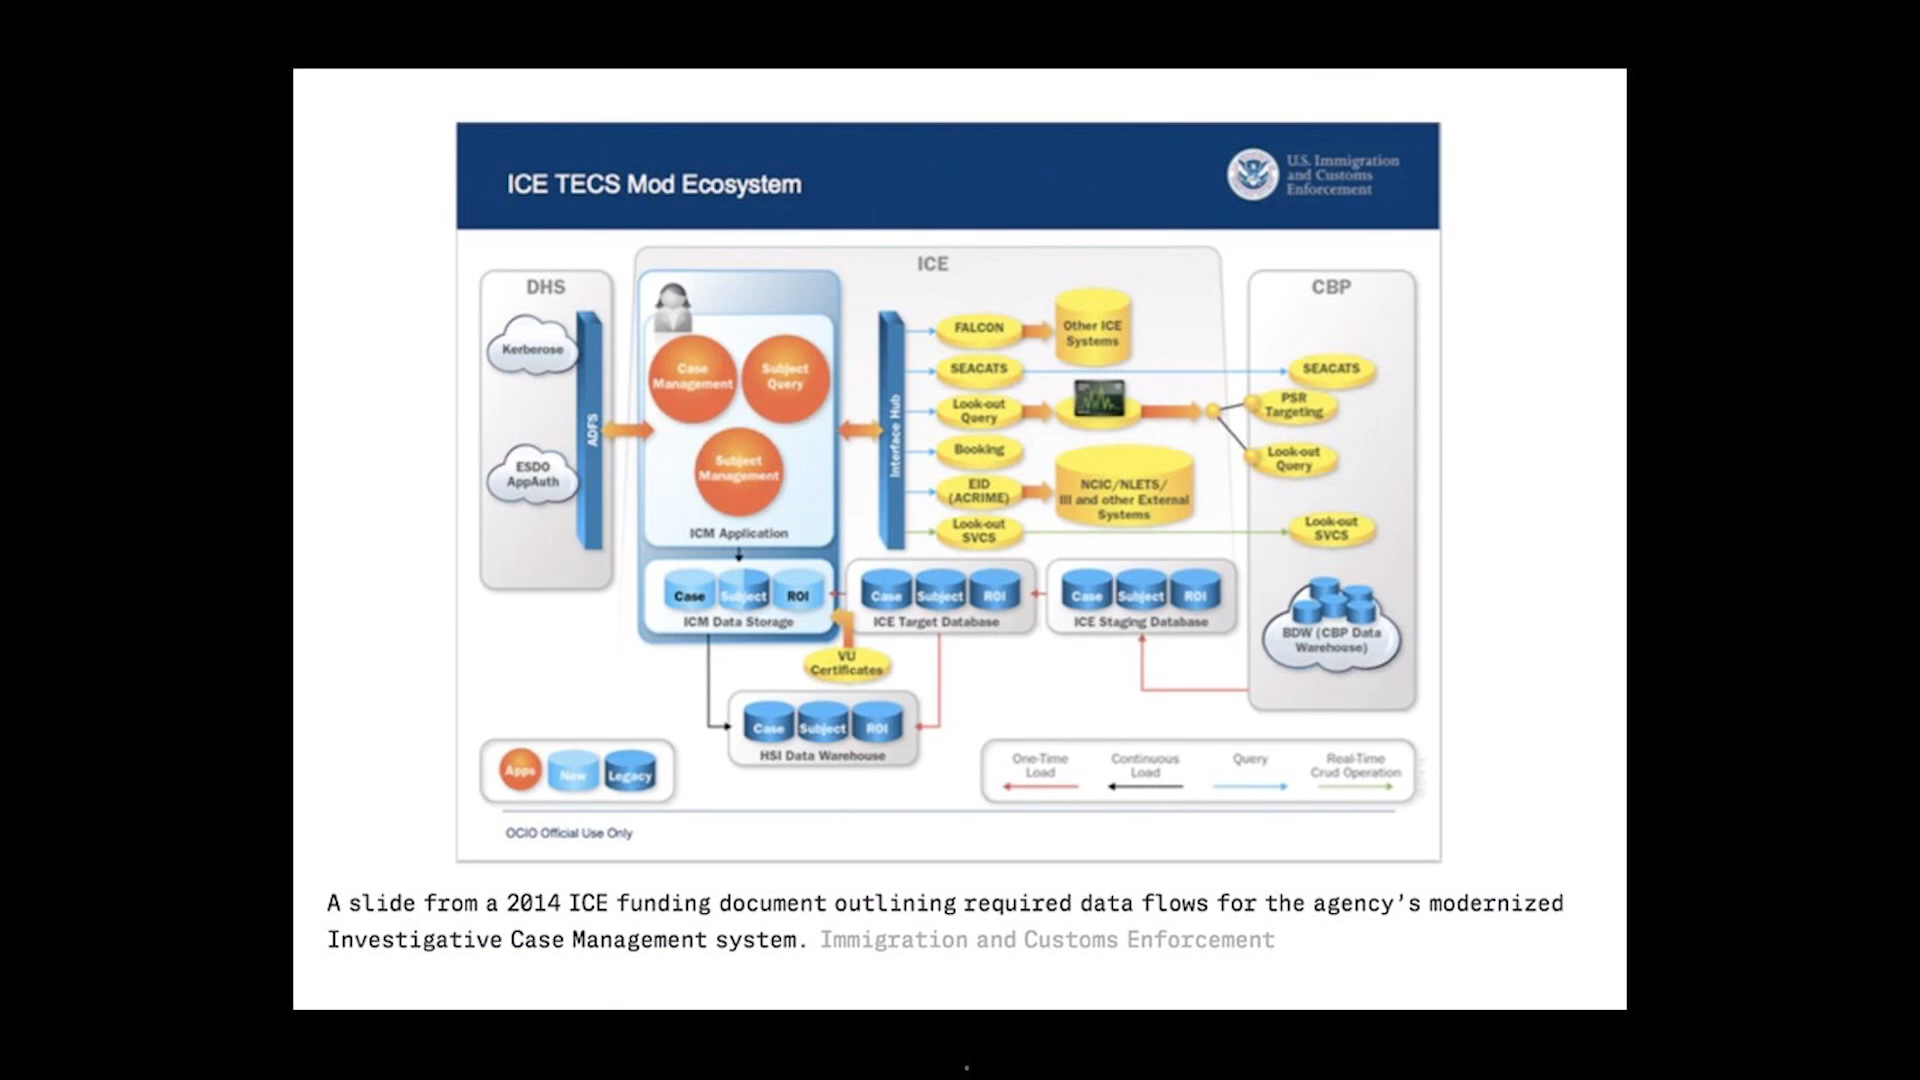 ICE TECS Mod Ecosystem
U.S. Immigration
and Customs
Enforcement
DHS
Kerberose
ESDO
AppAuth
ADFS
ICE
Case
Management
Subject
Query
Subject
Management
ICM Application
Case
Subject
ROI
ICM Data Storage
Interface Hub
FALCON
SEACATS
Look-out
Query
Booking
EID
(ACRIME)
Look-out
SVCS
Other ICE
Systems
NCIC/NLETS/
III and other External
Systems
Case
Subject
ROI
ICE Target Database
Case
Subject
ROI
ICE Staging Database
VU
Certificates
Case
Subject
ROI
HSI Data Warehouse
CBP
SEACATS
PSR
Targeting
Look-out
Query
Look-out
SVCS
BDW (CBP Data
Warehouse)
Apps
New
Legacy
One-Time
Load
Continuous
Load
Query
Real-Time
Crud Operation
OCIO Official Use Only
A slide from a 2014 ICE funding document outlining required data flows for the agency’s modernized
Investigative Case Management system. Immigration and Customs Enforcement